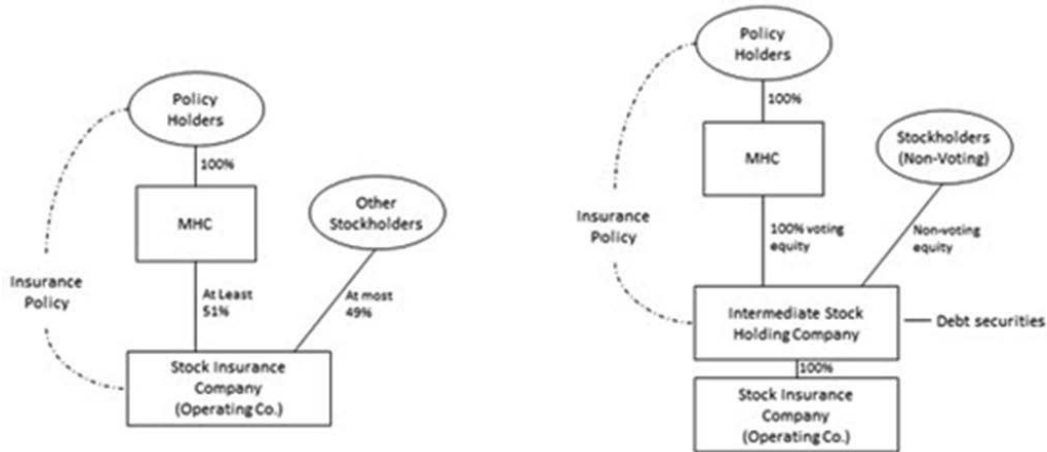 Policy
Holders
100%
MHC
Other
Stockholders
Insurance
Policy
At Least
51%
At most
49%
Stock Insurance
Company
(Operating Co.)
Policy
Holders
100%
MHC
Stockholders
(Non-Voting)
Insurance
Policy
100% voting
equity
Non-voting
equity
Intermediate Stock
Holding Company
Debt securities
100%
Stock Insurance
Company
(Operating Co.)